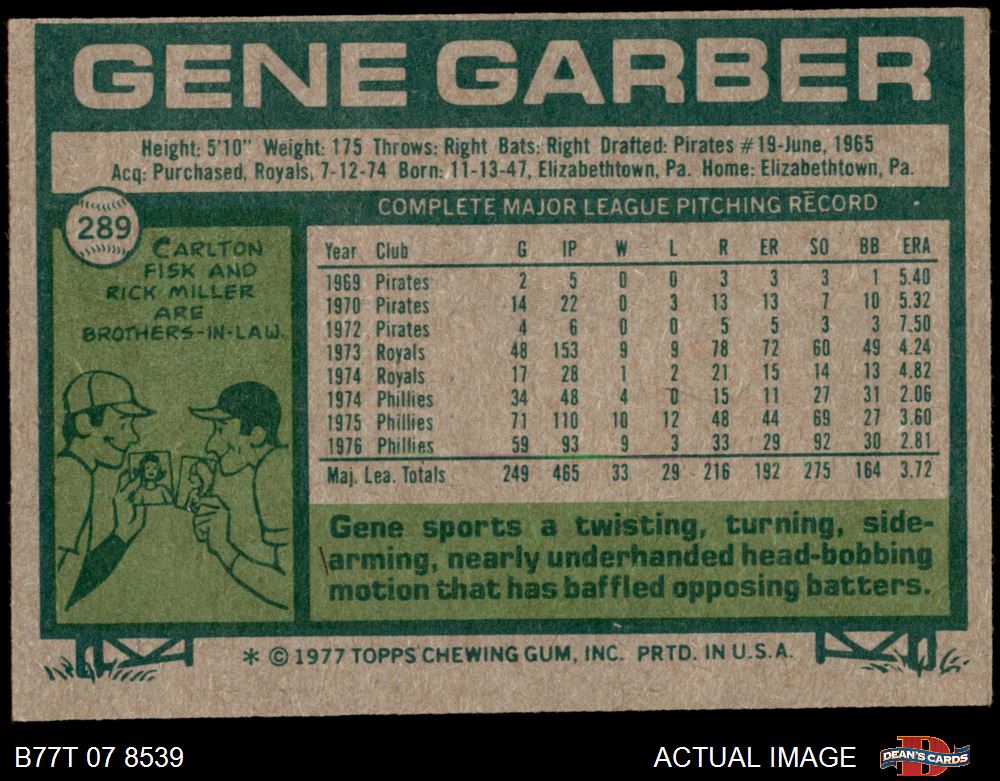 GENE GARBER
Height: 5'10" Weight: 175 Throws: Right Bats: Right Drafted: Pirates #19-June, 1965
Acq: Purchased, Royals, 7-12-74 Born: 11-13-47, Elizabethtown, Pa. Home: Elizabethtown, Pa.
289
CARLTON
FISK AND
RICK MILLER
ARE
BROTHERS-IN-LAW.
COMPLETE MAJOR LEAGUE PITCHING RECORD
Year Club G IP W L R ER SO BB ERA
1969 Pirates 2 5 0 0 3 3 3 1 5.40
1970 Pirates 14 22 0 3 13 13 7 10 5.32
1972 Pirates 4 6 0 0 5 5 3 3 7.50
1973 Royals 48 153 9 9 78 72 60 49 4.24
1974 Royals 17 28 1 2 21 15 14 13 4.82
1974 Phillies 34 48 4 0 15 11 27 31 2.06
1975 Phillies 71 110 10 12 48 44 69 27 3.60
1976 Phillies 59 93 9 3 33 29 92 30 2.81
Maj. Lea. Totals 249 465 33 29 216 192 275 164 3.72
Gene sports a twisting, turning, side-
arming, nearly underhanded head-bobbing
motion that has baffled opposing batters.
* © 1977 TOPPS CHEWING GUM, INC. PRTD. IN U.S.A.
B77T 07 8539
ACTUAL IMAGE
D
DEAN'S CARDS